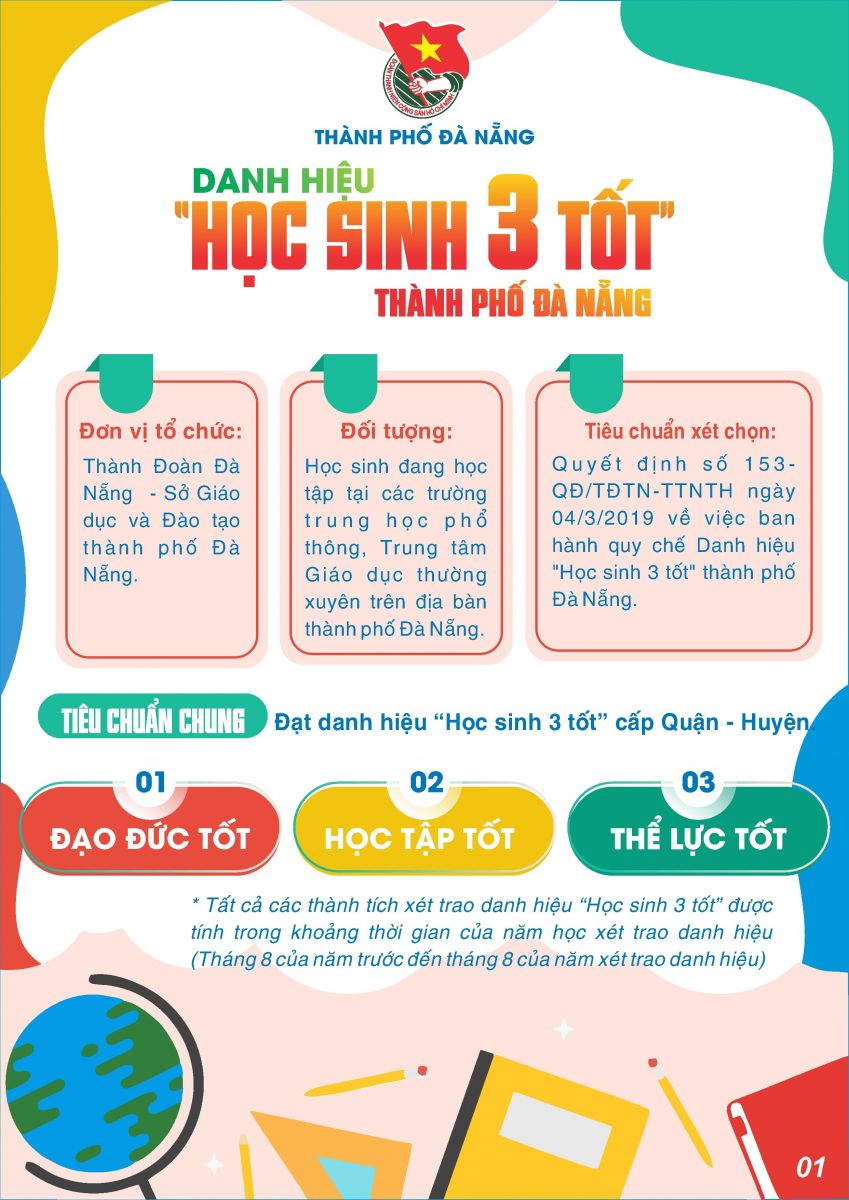 ĐOÀN THANH NIÊN CỘNG SẢN HỒ CHÍ MINH
THÀNH PHỐ ĐÀ NẴNG
DANH HIỆU
"HỌC SINH 3 TỐT"
THÀNH PHỐ ĐÀ NẴNG
Đơn vị tổ chức:
Thành Đoàn Đà
Nẵng - Sở Giáo
dục và Đào tạo
thành phố Đà
Nẵng.
Đối tượng:
Học sinh đang học
tập tại các trường
trung học phổ
thông, Trung tâm
Giáo dục thường
xuyên trên địa bàn
thành phố Đà Nẵng.
Tiêu chuẩn xét chọn:
Quyết định số 153-
QĐ/TĐTN-TTNTH ngày
04/3/2019 về việc ban
hành quy chế Danh hiệu
"Học sinh 3 tốt" thành phố
Đà Nẵng.
TIÊU CHUẨN CHUNG Đạt danh hiệu “Học sinh 3 tốt” cấp Quận - Huyện.
01
ĐẠO ĐỨC TỐT
02
HỌC TẬP TỐT
03
THỂ LỰC TỐT
* Tất cả các thành tích xét trao danh hiệu “Học sinh 3 tốt” được
tính trong khoảng thời gian của năm học xét trao danh hiệu
(Tháng 8 của năm trước đến tháng 8 của năm xét trao danh hiệu)
01